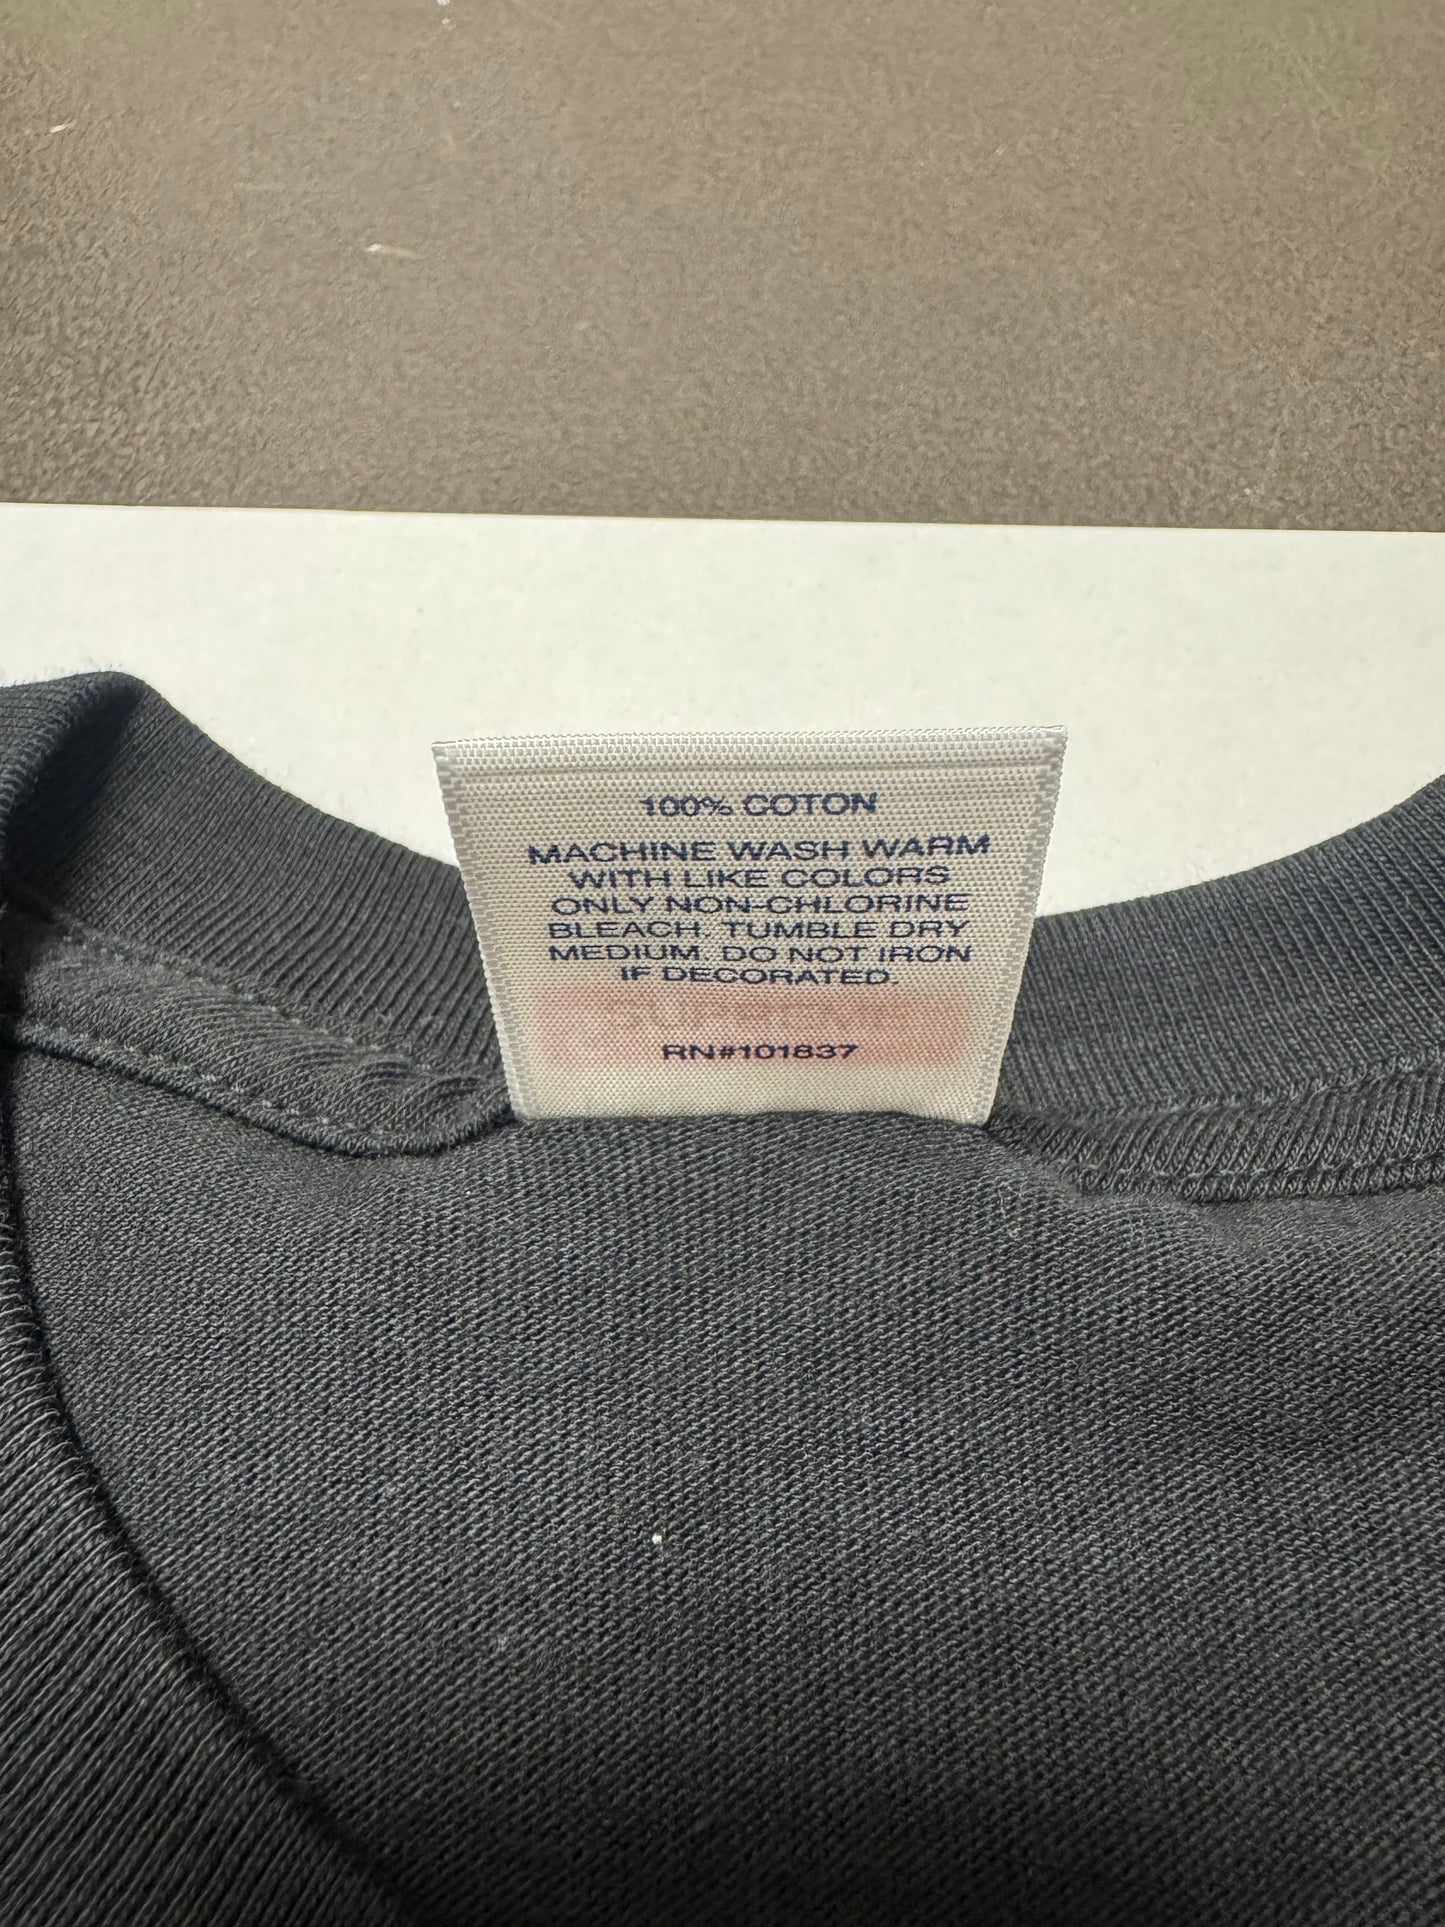 100% COTON
MACHINE WASH WARM
WITH LIKE COLORS
ONLY NON-CHLORINE
BLEACH. TUMBLE DRY
MEDIUM. DO NOT IRON
IF DECORATED.
RN#101837